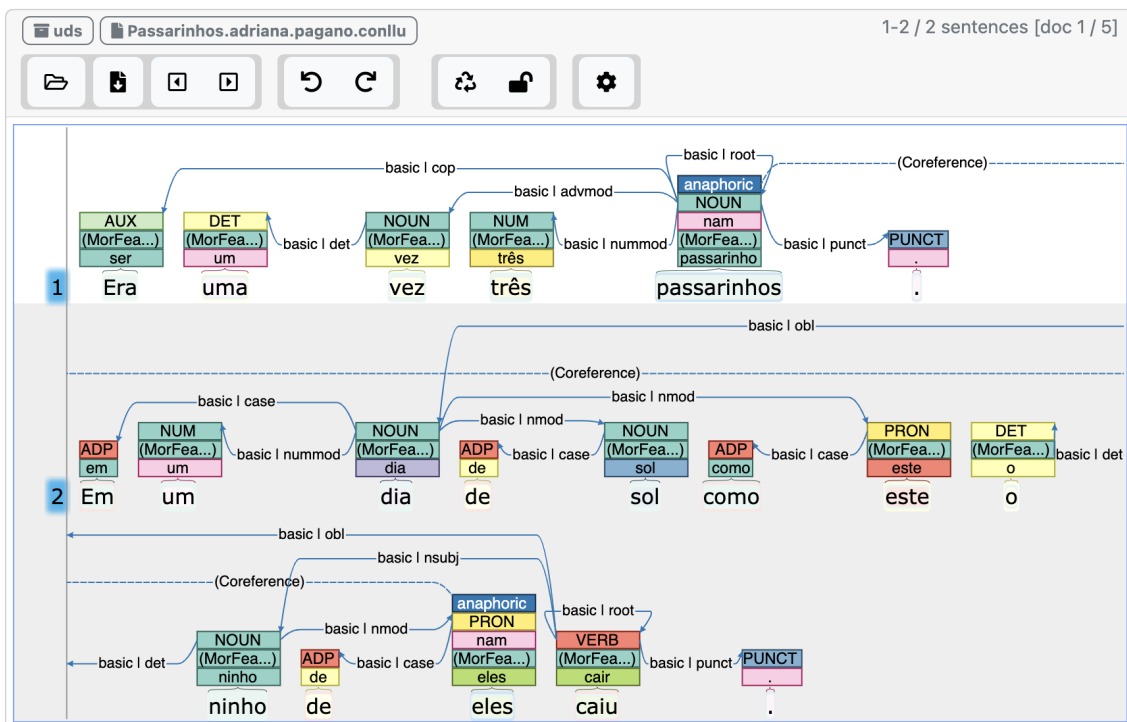 uds Passarinhos.adriana.pagano.conllu 1-2 / 2 sentences [doc 1 / 5]
basic | root
basic | cop (Coreference)
anaphoric
basic | advmod
NOUN
AUX DET NOUN NUM nam
(MorFea...) (MorFea...) basic | det (MorFea...) (MorFea...) basic | nummod (MorFea...) basic | punct PUNCT
ser um vez três passarinho .
1 Era uma vez três passarinhos .
basic | obl
(Coreference)
basic | case basic | nmod
basic | nmod
NUM NOUN NOUN PRON DET
ADP (MorFea...) basic | nummod (MorFea...) ADP basic | case (MorFea...) ADP basic | case (MorFea...) (MorFea...) basic | det
em um dia de sol como este o
2 Em um dia de sol como este o
basic | obl
basic | nsubj
(Coreference)
anaphoric
basic | root
PRON
basic | nmod
NOUN nam VERB
basic | det (MorFea...) ADP basic | case (MorFea...) (MorFea...) basic | punct PUNCT
ninho de eles cair .
ninho de eles caiu .